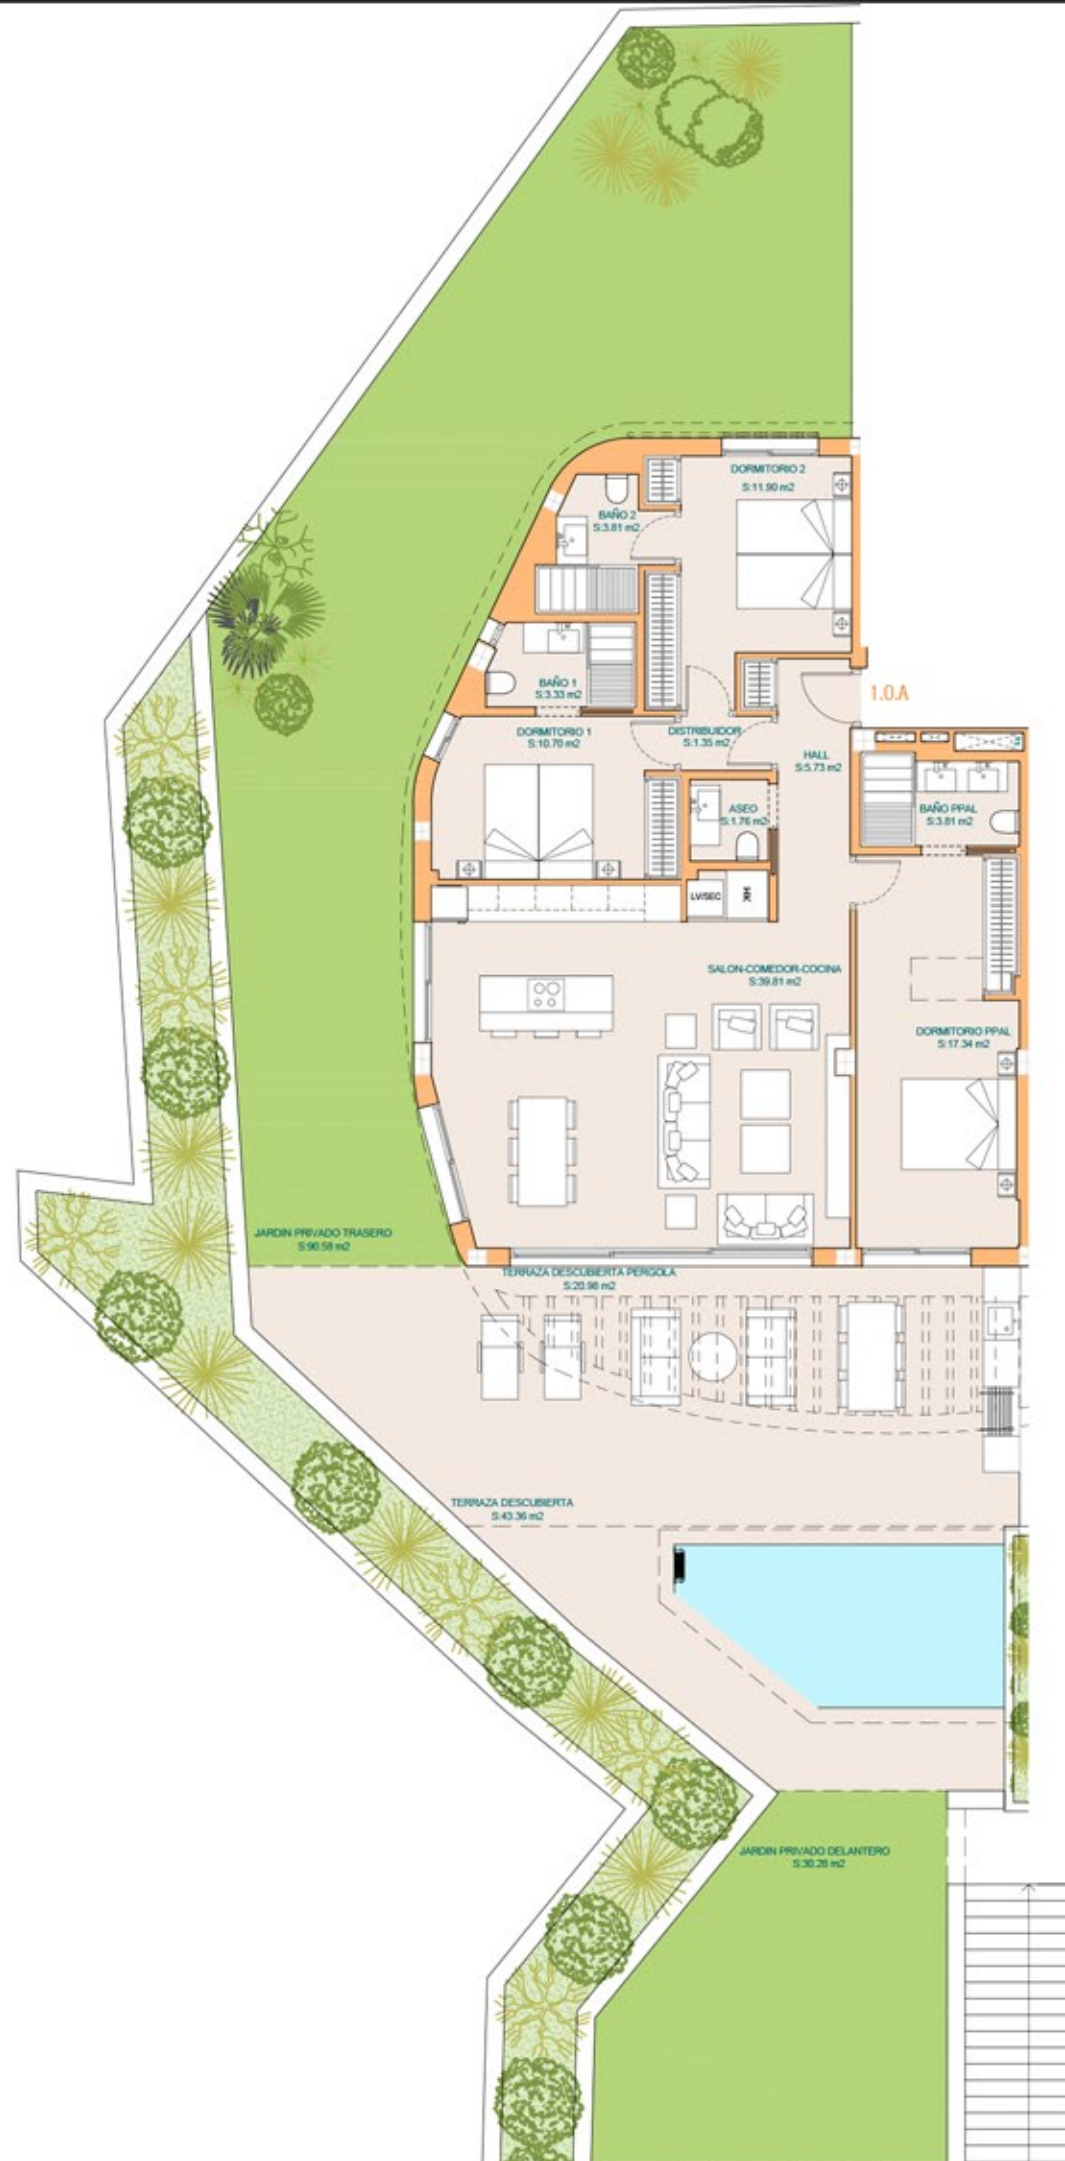 DORMITORIO 2
S:11.90 m2
BAÑO 2
S:3.81 m2
BAÑO 1
S:3.33 m2
1.0.A
DORMITORIO 1
S:10.70 m2
DISTRIBUIDOR
S:1.35 m2
HALL
S:5.73 m2
ASEO
S:1.76 m2
BAÑO PPAL
S:3.81 m2
LV/SEC
HK
SALON-COMEDOR-COCINA
S:39.81 m2
DORMITORIO PPAL
S:17.34 m2
JARDIN PRIVADO TRASERO
S:90.58 m2
TERRAZA DESCUBIERTA PERGOLA
S:20.98 m2
TERRAZA DESCUBIERTA
S:43.36 m2
JARDIN PRIVADO DELANTERO
S:30.28 m2